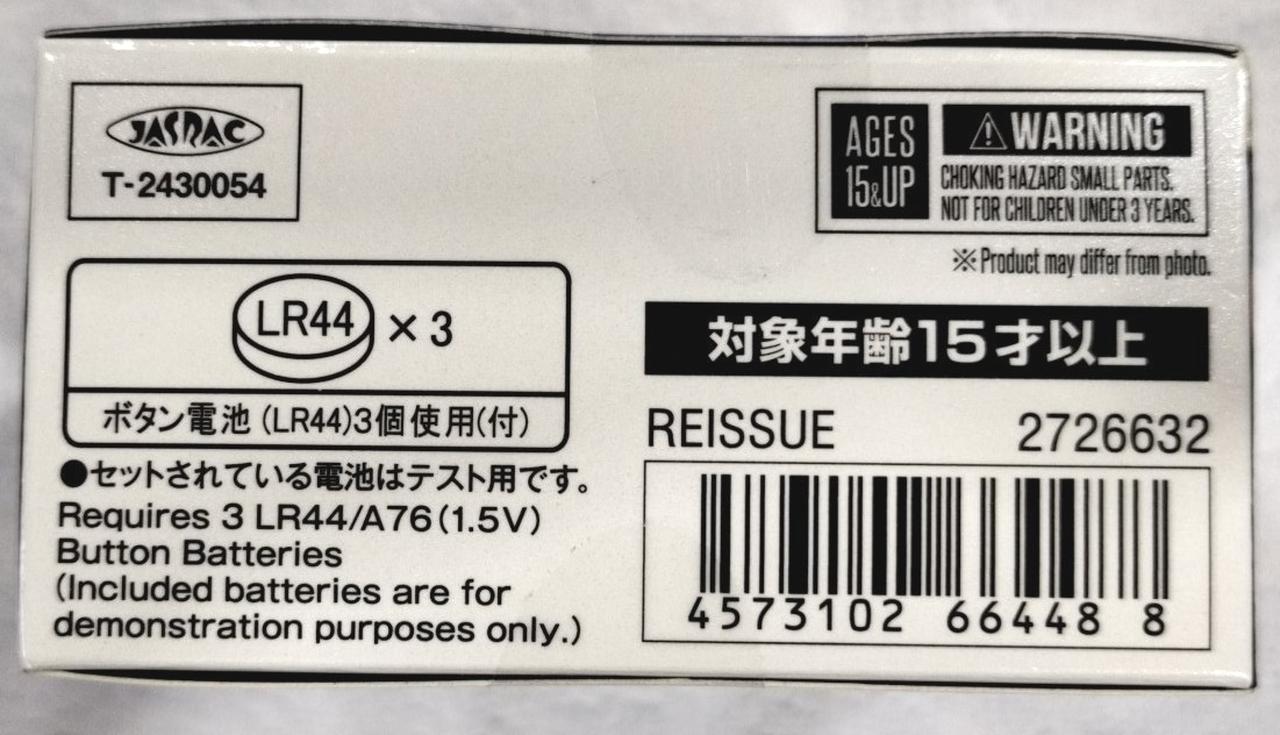 JASRAC
T-2430054
AGES
15&UP
⚠WARNING
CHOKING HAZARD SMALL PARTS.
NOT FOR CHILDREN UNDER 3 YEARS.
※Product may differ from photo.
LR44 × 3
ボタン電池 (LR44)3個使用(付)
●セットされている電池はテスト用です。
Requires 3 LR44/A76(1.5V)
Button Batteries
(Included batteries are for
demonstration purposes only.)
対象年齢15才以上
REISSUE 2726632
4573102 66448 8